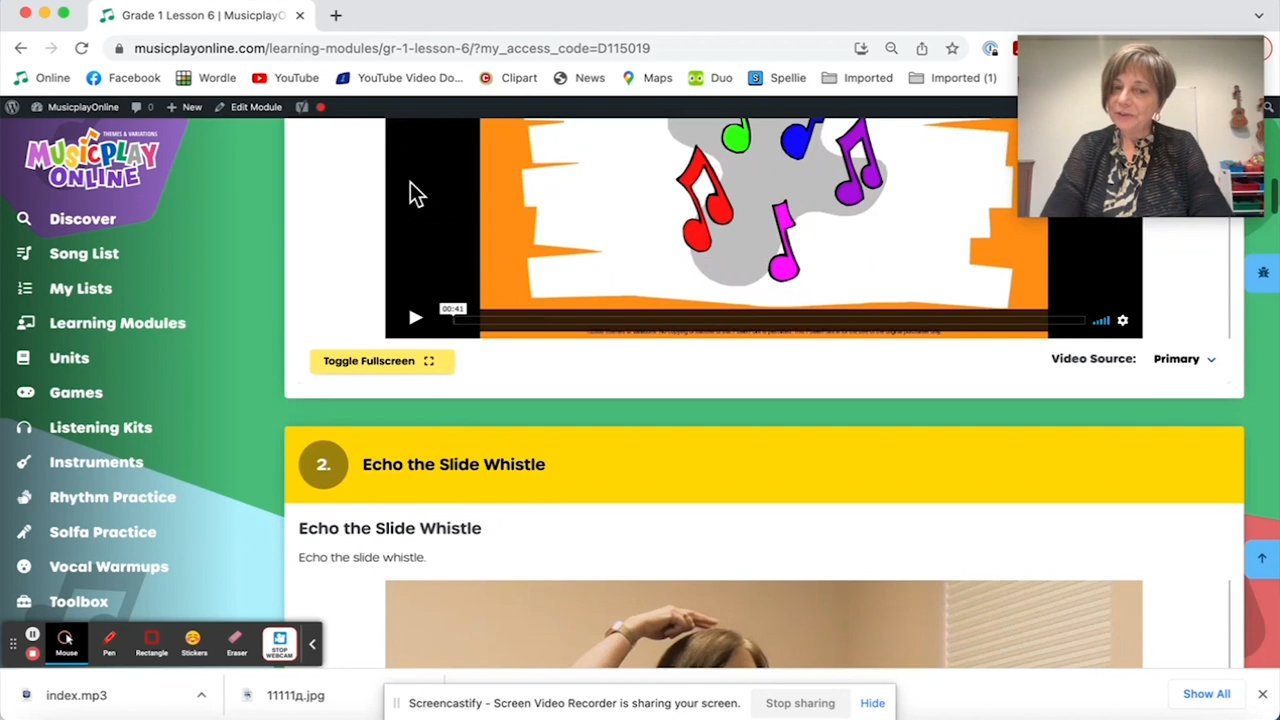 Grade 1 Lesson 6 | MusicplayO
musicplayonline.com/learning-modules/gr-1-lesson-6/?my_access_code=D115019
Online
Facebook
Wordle
YouTube
YouTube Video Do...
Clipart
News
Maps
Duo
Spellie
Imported
Imported (1)
MusicplayOnline
0
New
Edit Module
THEMES & VARIATIONS
MUSICPLAY
ONLINE
Discover
Song List
My Lists
Learning Modules
Units
Games
Listening Kits
Instruments
Rhythm Practice
Solfa Practice
Vocal Warmups
Toolbox
00:41
Toggle Fullscreen
Video Source: Primary
2. Echo the Slide Whistle
Echo the Slide Whistle
Echo the slide whistle.
Mouse
Pen
Rectangle
Stickers
Eraser
STOP
WEBCAM
index.mp3
11111д.jpg
Screencastify - Screen Video Recorder is sharing your screen.
Stop sharing
Hide
Show All